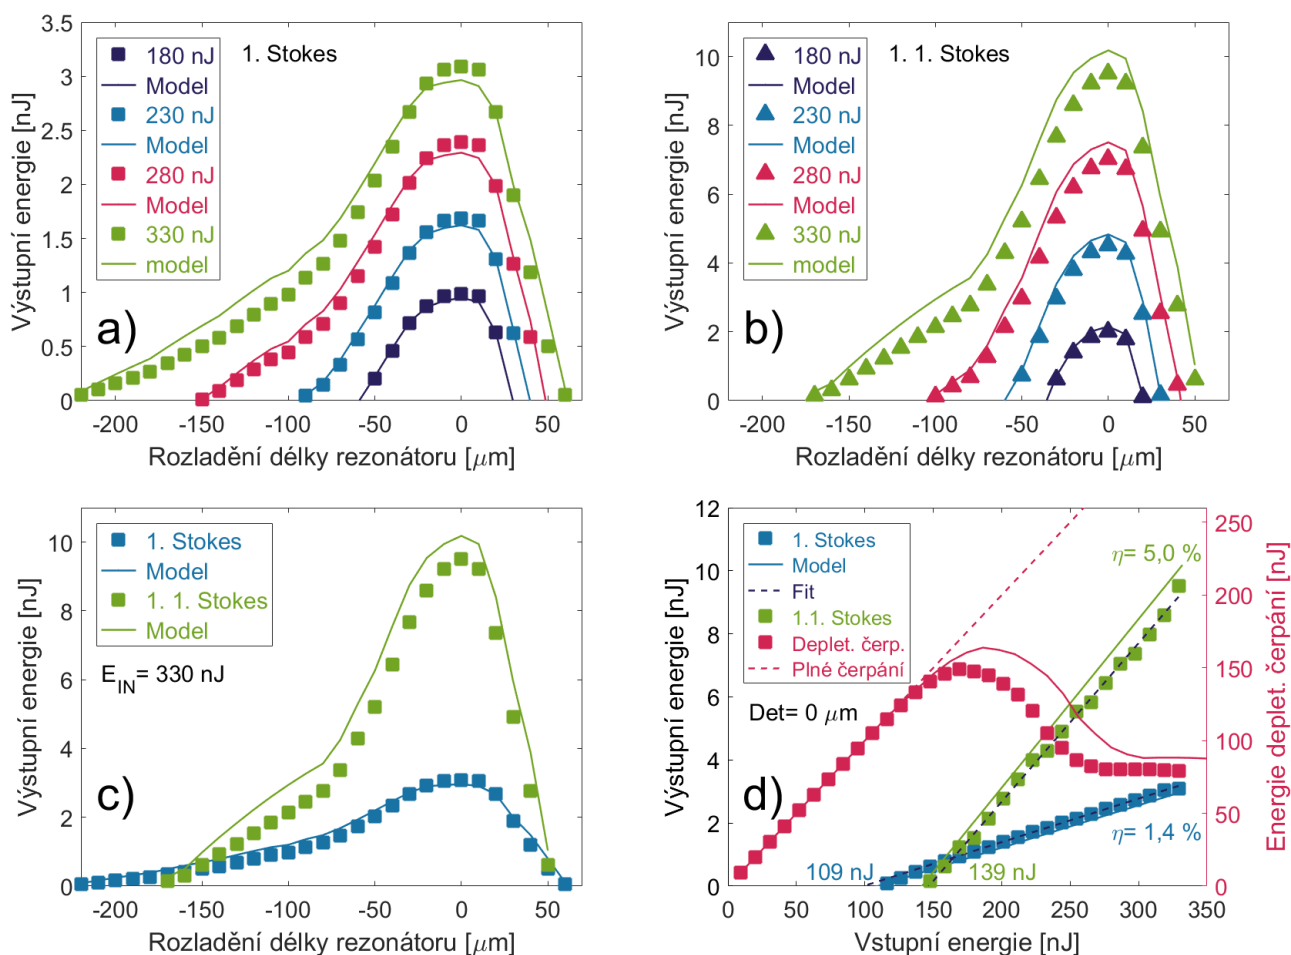 3.5
3
2.5
2
1.5
1
0.5
0
Výstupní energie [nJ]
180 nJ
Model
230 nJ
Model
280 nJ
Model
330 nJ
model
1. Stokes
a)
-200
-150
-100
-50
0
50
Rozladění délky rezonátoru [μm]
10
8
6
4
2
0
Výstupní energie [nJ]
180 nJ
Model
230 nJ
Model
280 nJ
Model
330 nJ
model
1. 1. Stokes
b)
-200
-150
-100
-50
0
50
Rozladění délky rezonátoru [μm]
10
8
6
4
2
0
Výstupní energie [nJ]
1. Stokes
Model
1. 1. Stokes
Model
E_IN= 330 nJ
c)
-200
-150
-100
-50
0
50
Rozladění délky rezonátoru [μm]
12
10
8
6
4
2
0
Výstupní energie [nJ]
1. Stokes
Model
Fit
1.1. Stokes
Deplet. čerp.
Plné čerpání
η= 5,0 %
Det= 0 μm
d)
η= 1,4 %
109 nJ
139 nJ
250
200
150
100
50
0
Energie deplet. čerpání [nJ]
0
50
100
150
200
250
300
350
Vstupní energie [nJ]